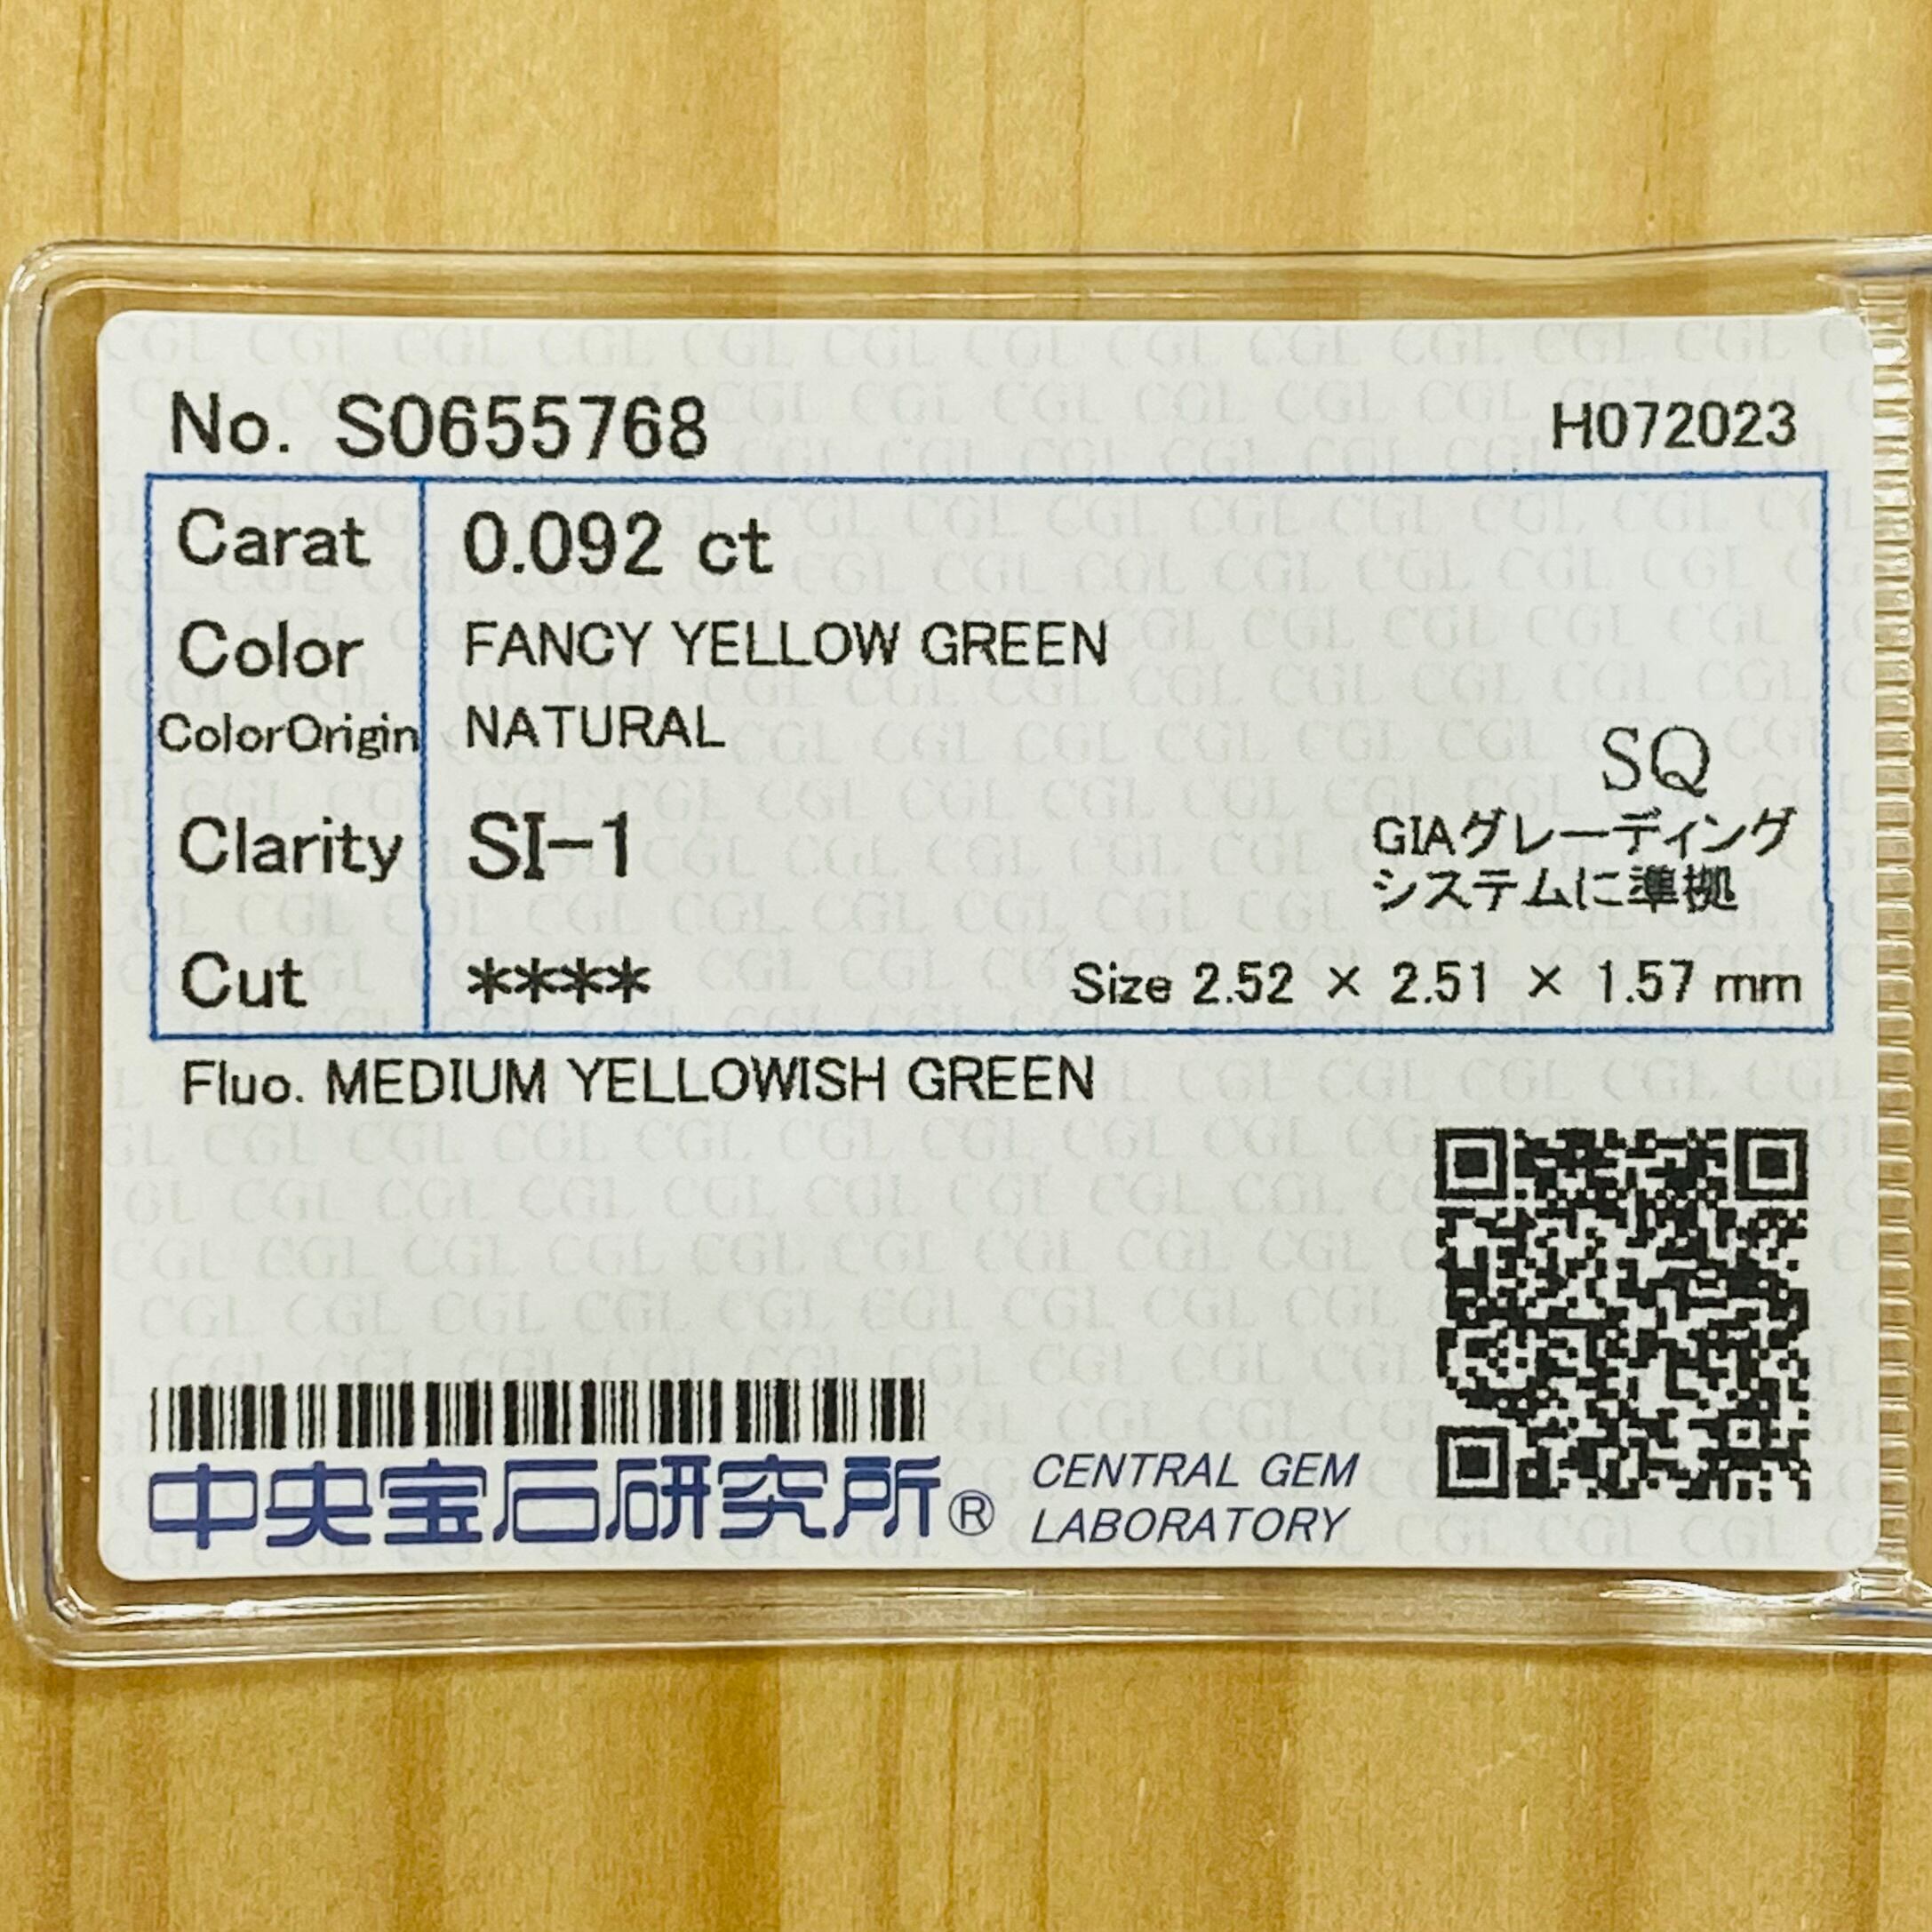 No. S0655768
H072023
Carat 0.092 ct
Color FANCY YELLOW GREEN
ColorOrigin NATURAL
SQ
Clarity SI-1
GIAグレーディング
システムに準拠
Cut ****
Size 2.52 × 2.51 × 1.57 mm
Fluo. MEDIUM YELLOWISH GREEN
中央宝石研究所®
CENTRAL GEM
LABORATORY